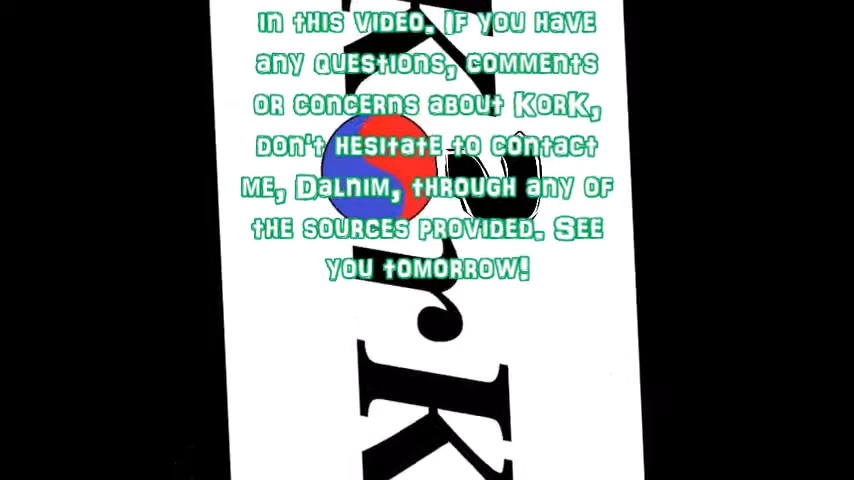 in this video. If you have
any questions, comments
or concerns about KorK,
don't hesitate to contact
me, Dalnim, through any of
the sources provided. See
you tomorrow!
K rK